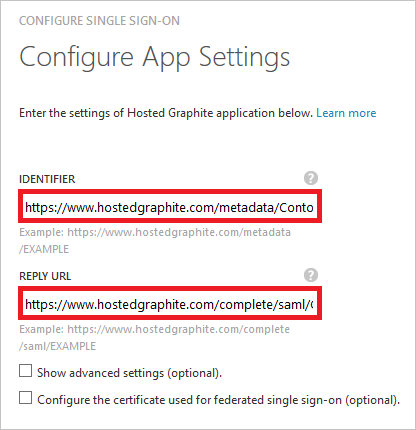 CONFIGURE SINGLE SIGN-ON
Configure App Settings
Enter the settings of Hosted Graphite application below. Learn more
IDENTIFIER
https://www.hostedgraphite.com/metadata/Conto
Example: https://www.hostedgraphite.com/metadata
/EXAMPLE
REPLY URL
https://www.hostedgraphite.com/complete/saml/
Example: https://www.hostedgraphite.com/complete
/saml/EXAMPLE
Show advanced settings (optional).
Configure the certificate used for federated single sign-on (optional).